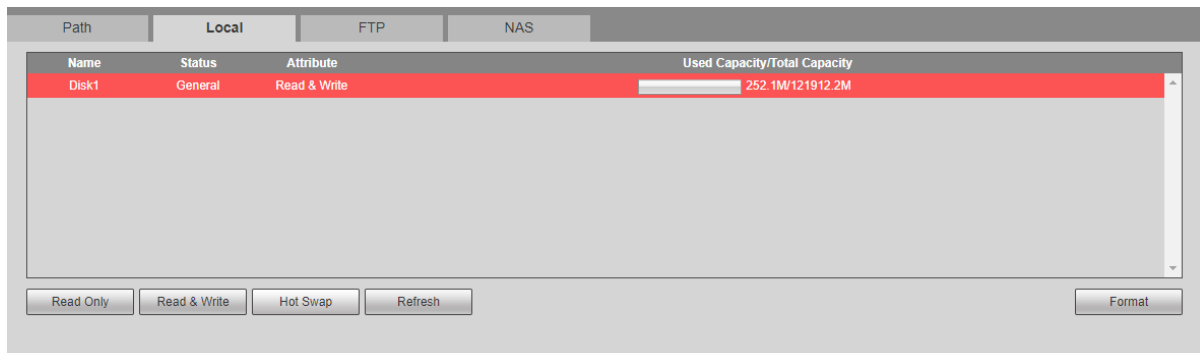 Path Local FTP NAS
Name Status Attribute Used Capacity/Total Capacity
Disk1 General Read & Write 252.1M/121912.2M
Read Only Read & Write Hot Swap Refresh Format